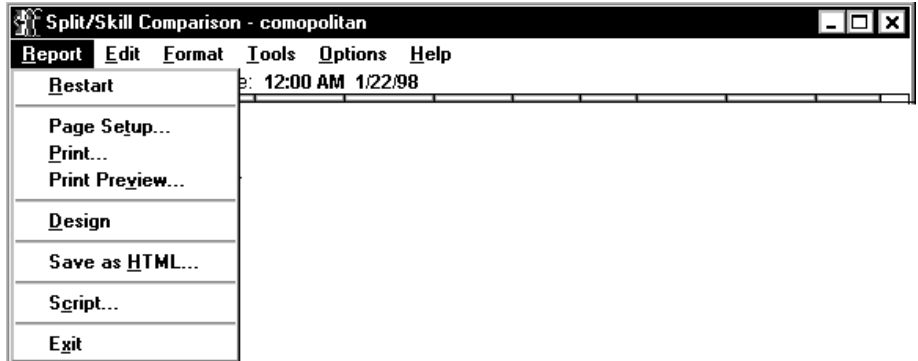 Split/Skill Comparison - comopolitan
Report Edit Format Tools Options Help
e: 12:00 AM 1/22/98
Restart
Page Setup...
Print...
Print Preview...
Design
Save as HTML...
Script...
Exit